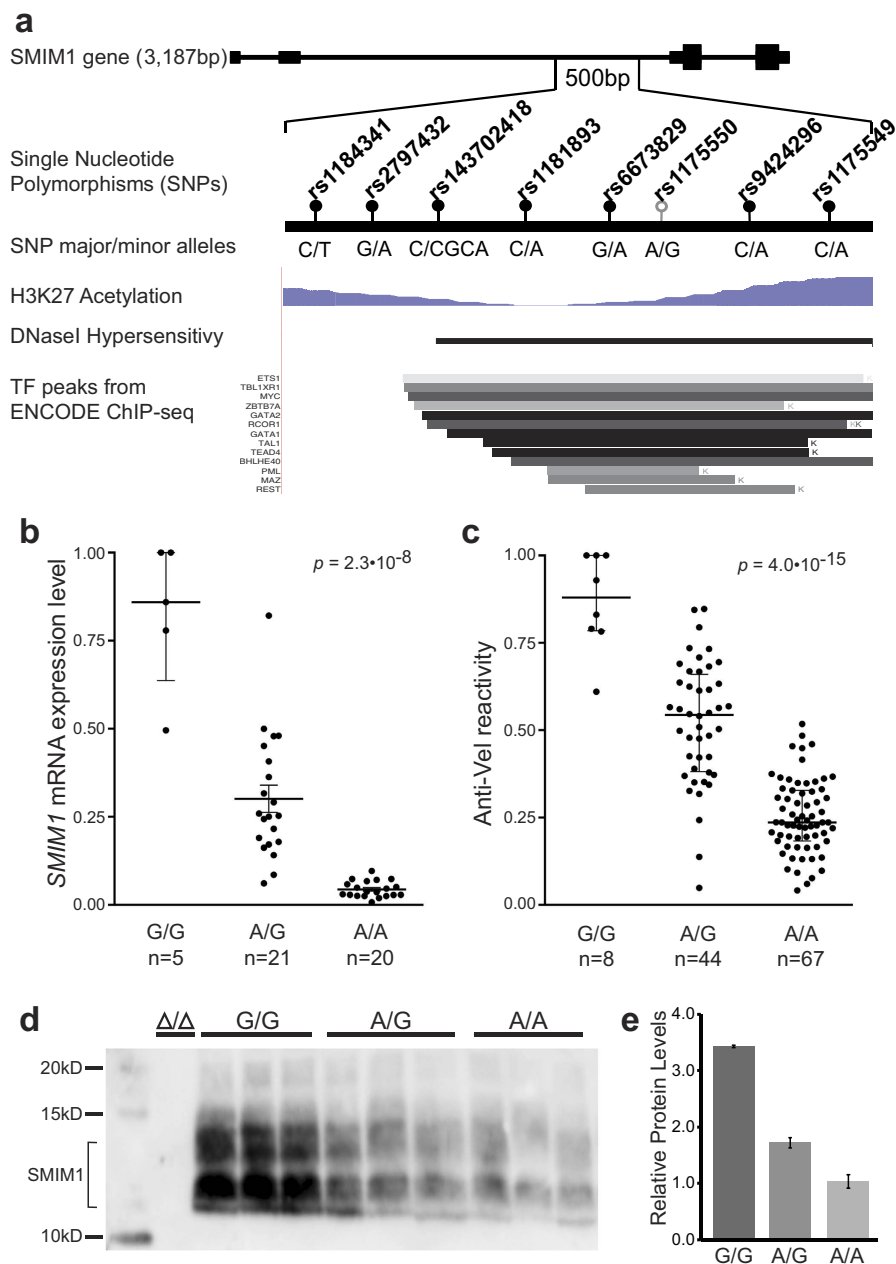 a
SMIM1 gene (3,187bp)
500bp
Single Nucleotide
Polymorphisms (SNPs)
rs1184341
rs2797432
rs143702418
rs1181893
rs6673829
rs1175550
rs9424296
rs1175549
SNP major/minor alleles
C/T G/A C/CGCA C/A G/A A/G C/A C/A
H3K27 Acetylation
DNaseI Hypersensitivy
TF peaks from
ENCODE ChIP-seq
ETS1 K
TBL1XR1
MYC
ZBTB7A K
GATA2
RCOR1 KK
GATA1
TAL1 K
TEAD4 K
BHLHE40
PML K
MAZ K
REST K
b
SMIM1 mRNA expression level
1.00
0.75
0.50
0.25
0.00
p = 2.3•10-8
G/G A/G A/A
n=5 n=21 n=20
c
Anti-Vel reactivity
1.00
0.75
0.50
0.25
0.00
p = 4.0•10-15
G/G A/G A/A
n=8 n=44 n=67
d
Δ/Δ G/G A/G A/A
20kD
15kD
SMIM1
10kD
e
Relative Protein Levels
4.0
3.0
2.0
1.0
0.0
G/G A/G A/A